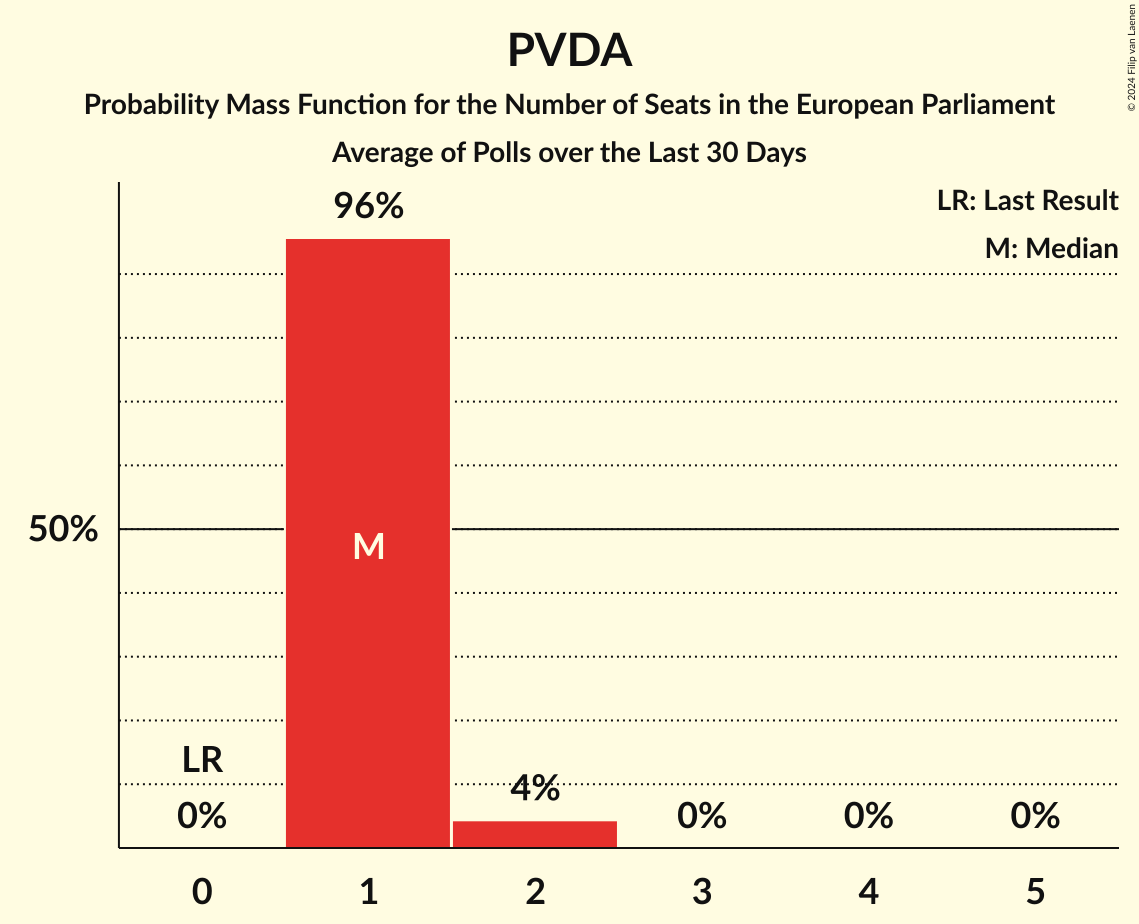 PVDA
Probability Mass Function for the Number of Seats in the European Parliament
Average of Polls over the Last 30 Days
© 2024 Filip van Laenen
LR: Last Result
M: Median
96%
50%
M
LR
0%
4%
0%
0%
0%
0
1
2
3
4
5